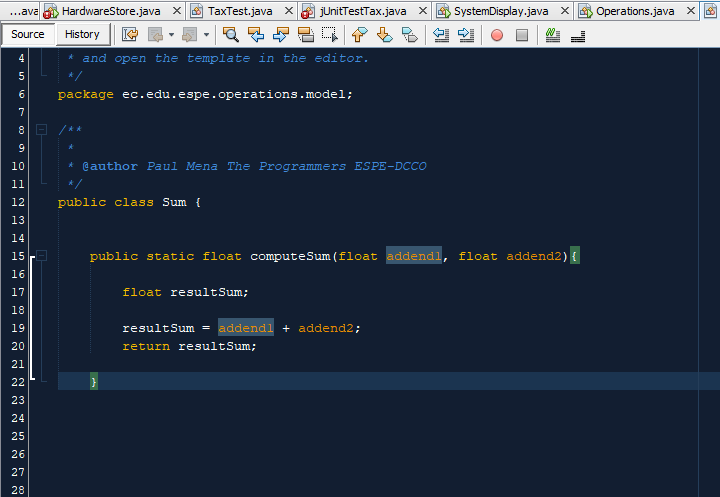 ...ava HardwareStore.java TaxTest.java jUnitTestTax.java SystemDisplay.java Operations.java
Source History
4 * and open the template in the editor.
5 */
6 package ec.edu.espe.operations.model;
7
8 /**
9 *
10 * @author Paul Mena The Programmers ESPE-DCCO
11 */
12 public class Sum {
13
14
15 public static float computeSum(float addend1, float addend2){
16
17 float resultSum;
18
19 resultSum = addend1 + addend2;
20 return resultSum;
21
22 }
23
24
25
26
27
28